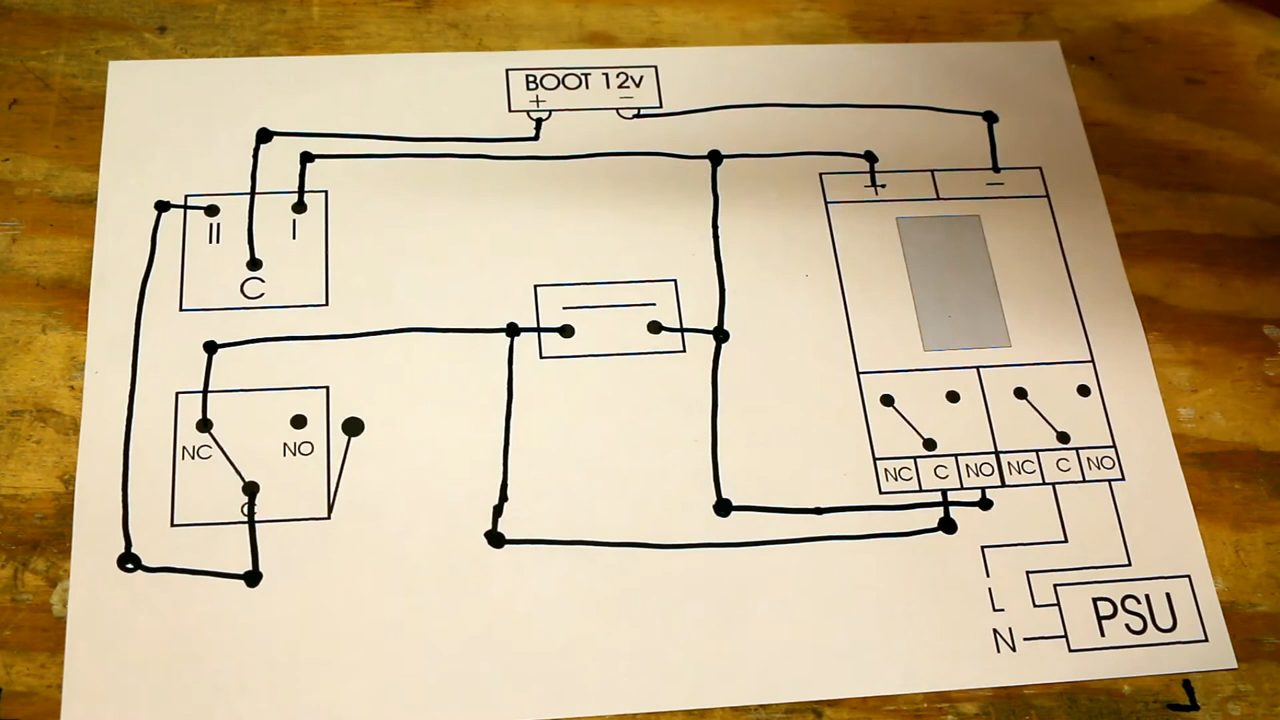 BOOT 12v
+ −
+ −
II I
C
NC NO
C
NC C NO NC C NO
L
N PSU